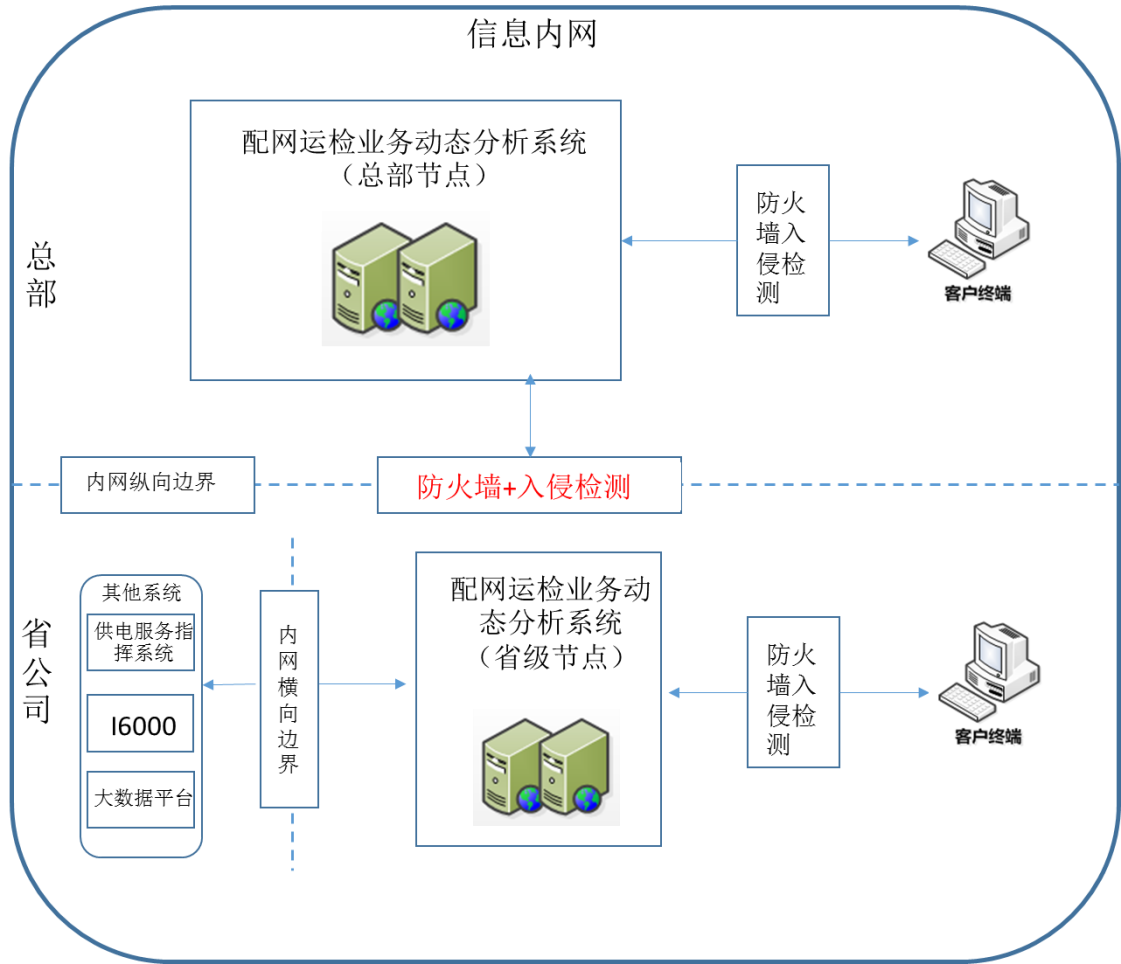 信息内网
配网运检业务动态分析系统
（总部节点）
防火
墙入
侵检
测
客户终端
总
部
内网纵向边界
防火墙+入侵检测
省
公
司
其他系统
供电服务指
挥系统
I6000
大数据平台
内
网
横
向
边
界
配网运检业务动
态分析系统
（省级节点）
防火
墙入
侵检
测
客户终端